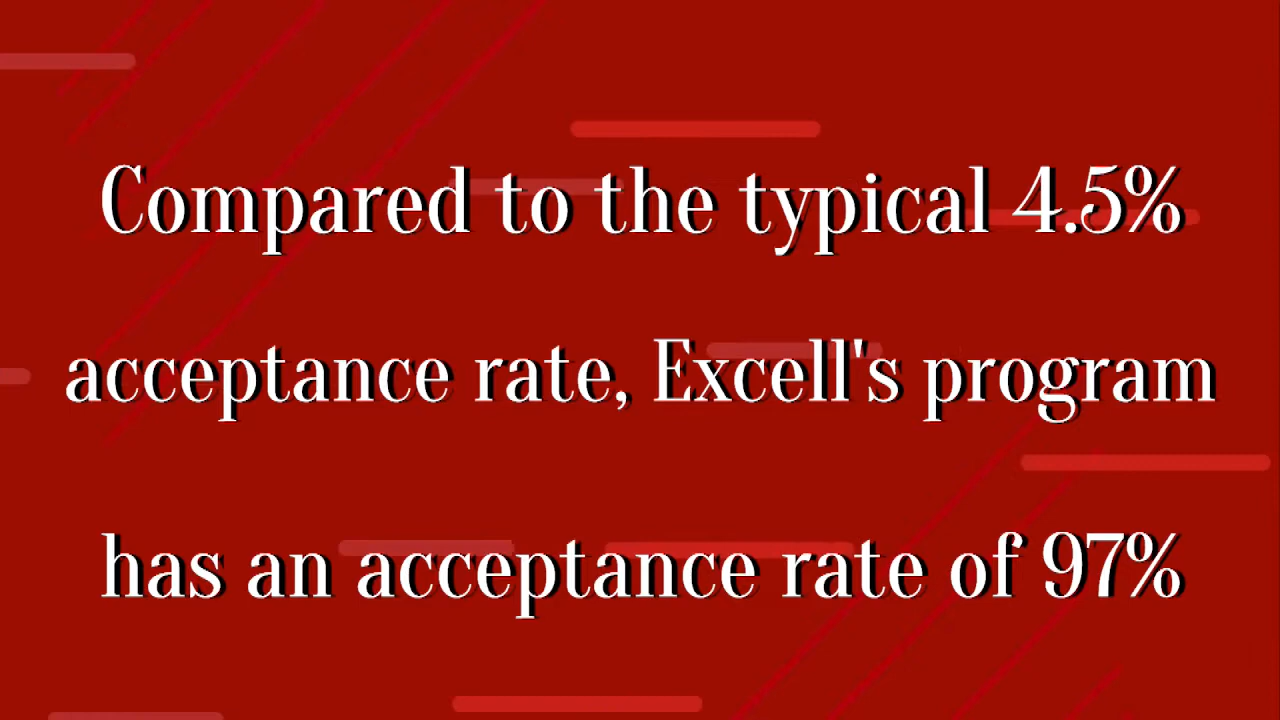 Compared to the typical 4.5%
acceptance rate, Excell's program
has an acceptance rate of 97%